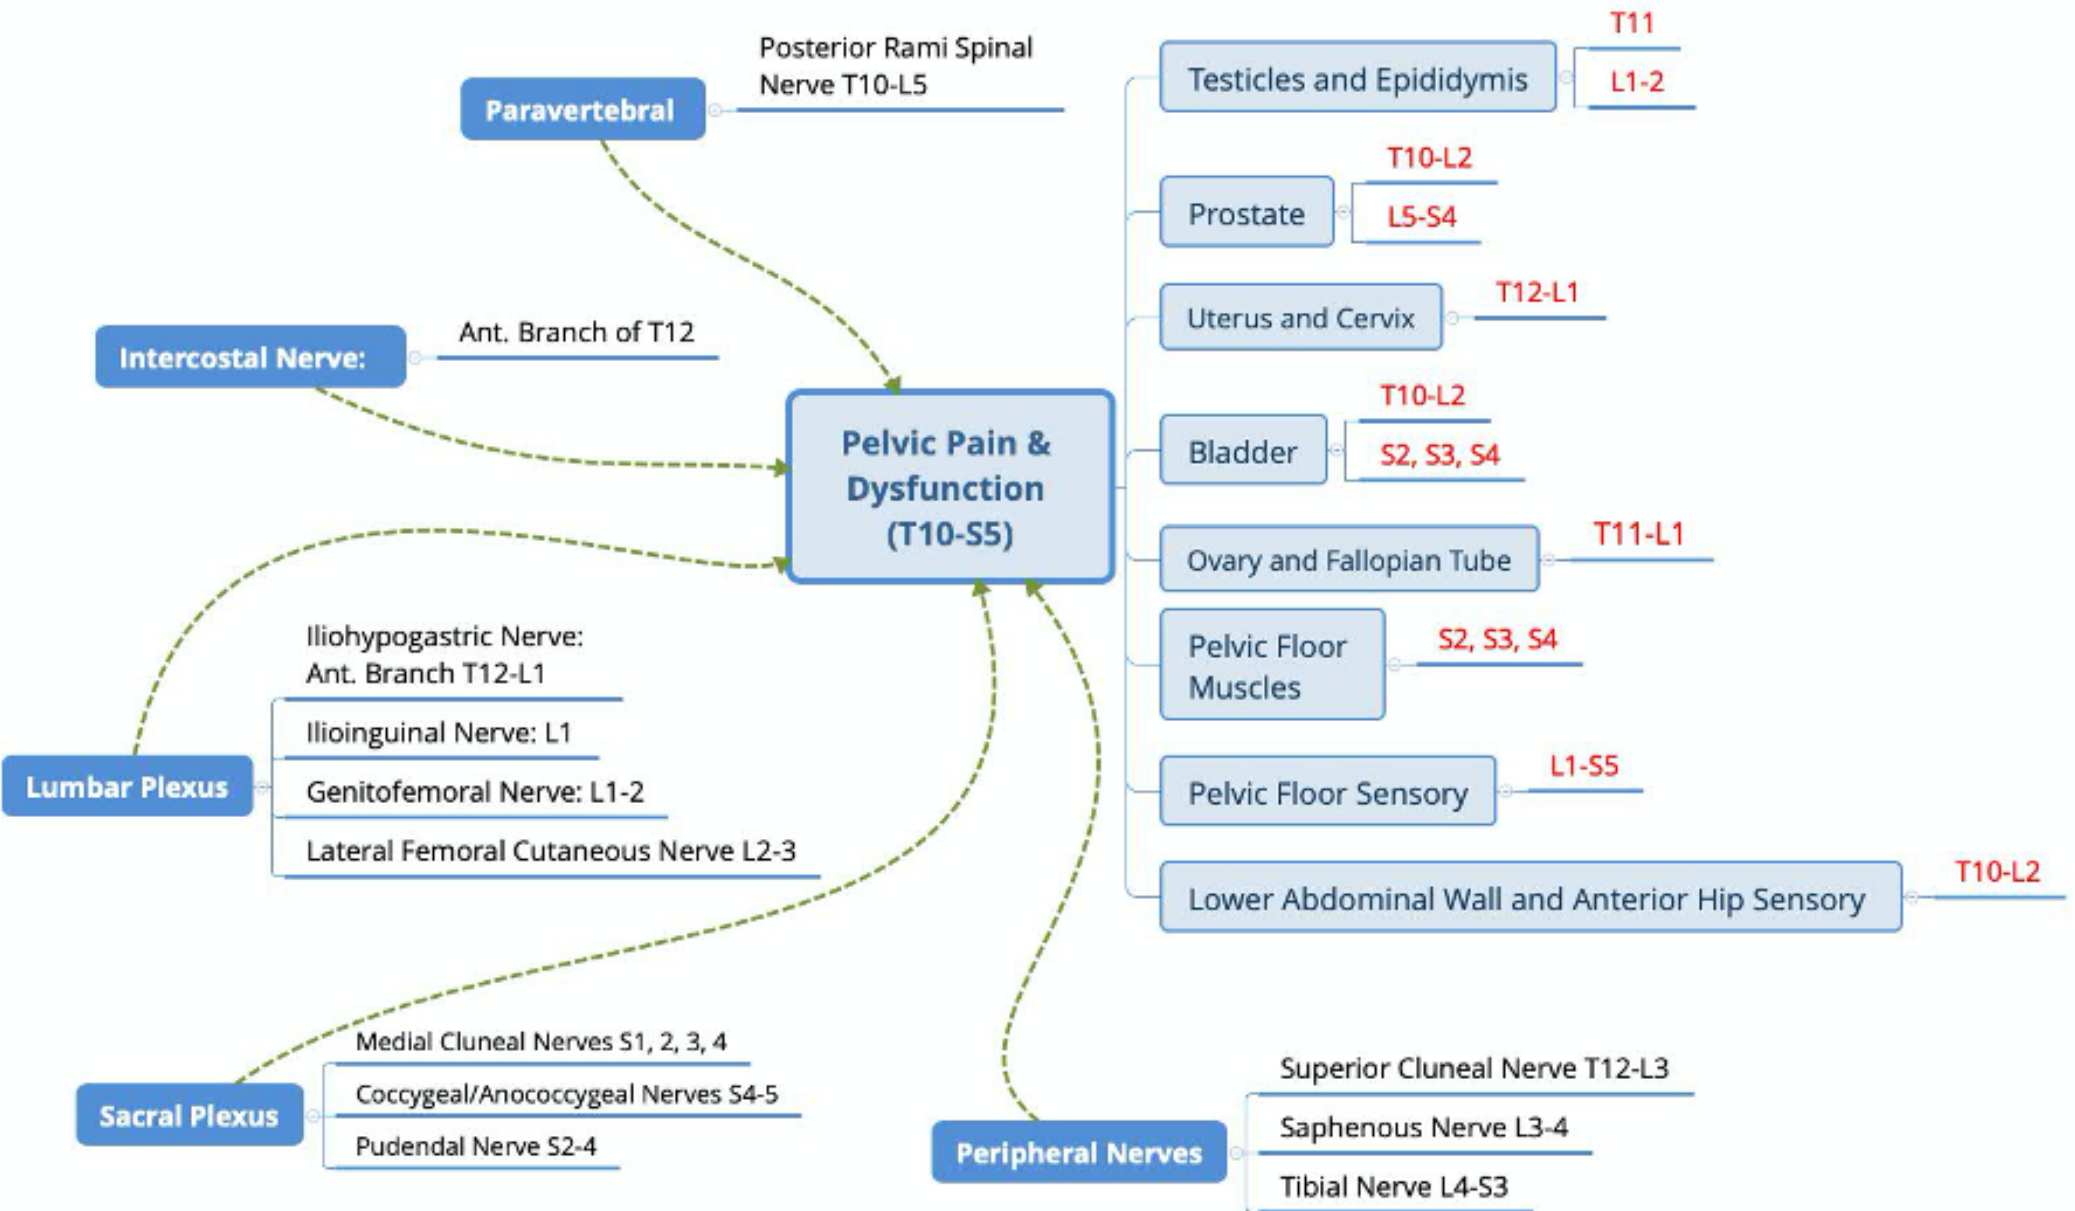 Paravertebral
Posterior Rami Spinal
Nerve T10-L5
Intercostal Nerve:
Ant. Branch of T12
Pelvic Pain &
Dysfunction
(T10-S5)
Lumbar Plexus
Iliohypogastric Nerve:
Ant. Branch T12-L1
Ilioinguinal Nerve: L1
Genitofemoral Nerve: L1-2
Lateral Femoral Cutaneous Nerve L2-3
Sacral Plexus
Medial Cluneal Nerves S1, 2, 3, 4
Coccygeal/Anococcygeal Nerves S4-5
Pudendal Nerve S2-4
Peripheral Nerves
Superior Cluneal Nerve T12-L3
Saphenous Nerve L3-4
Tibial Nerve L4-S3
Testicles and Epididymis
T11
L1-2
Prostate
T10-L2
L5-S4
Uterus and Cervix
T12-L1
Bladder
T10-L2
S2, S3, S4
Ovary and Fallopian Tube
T11-L1
Pelvic Floor
Muscles
S2, S3, S4
Pelvic Floor Sensory
L1-S5
Lower Abdominal Wall and Anterior Hip Sensory
T10-L2